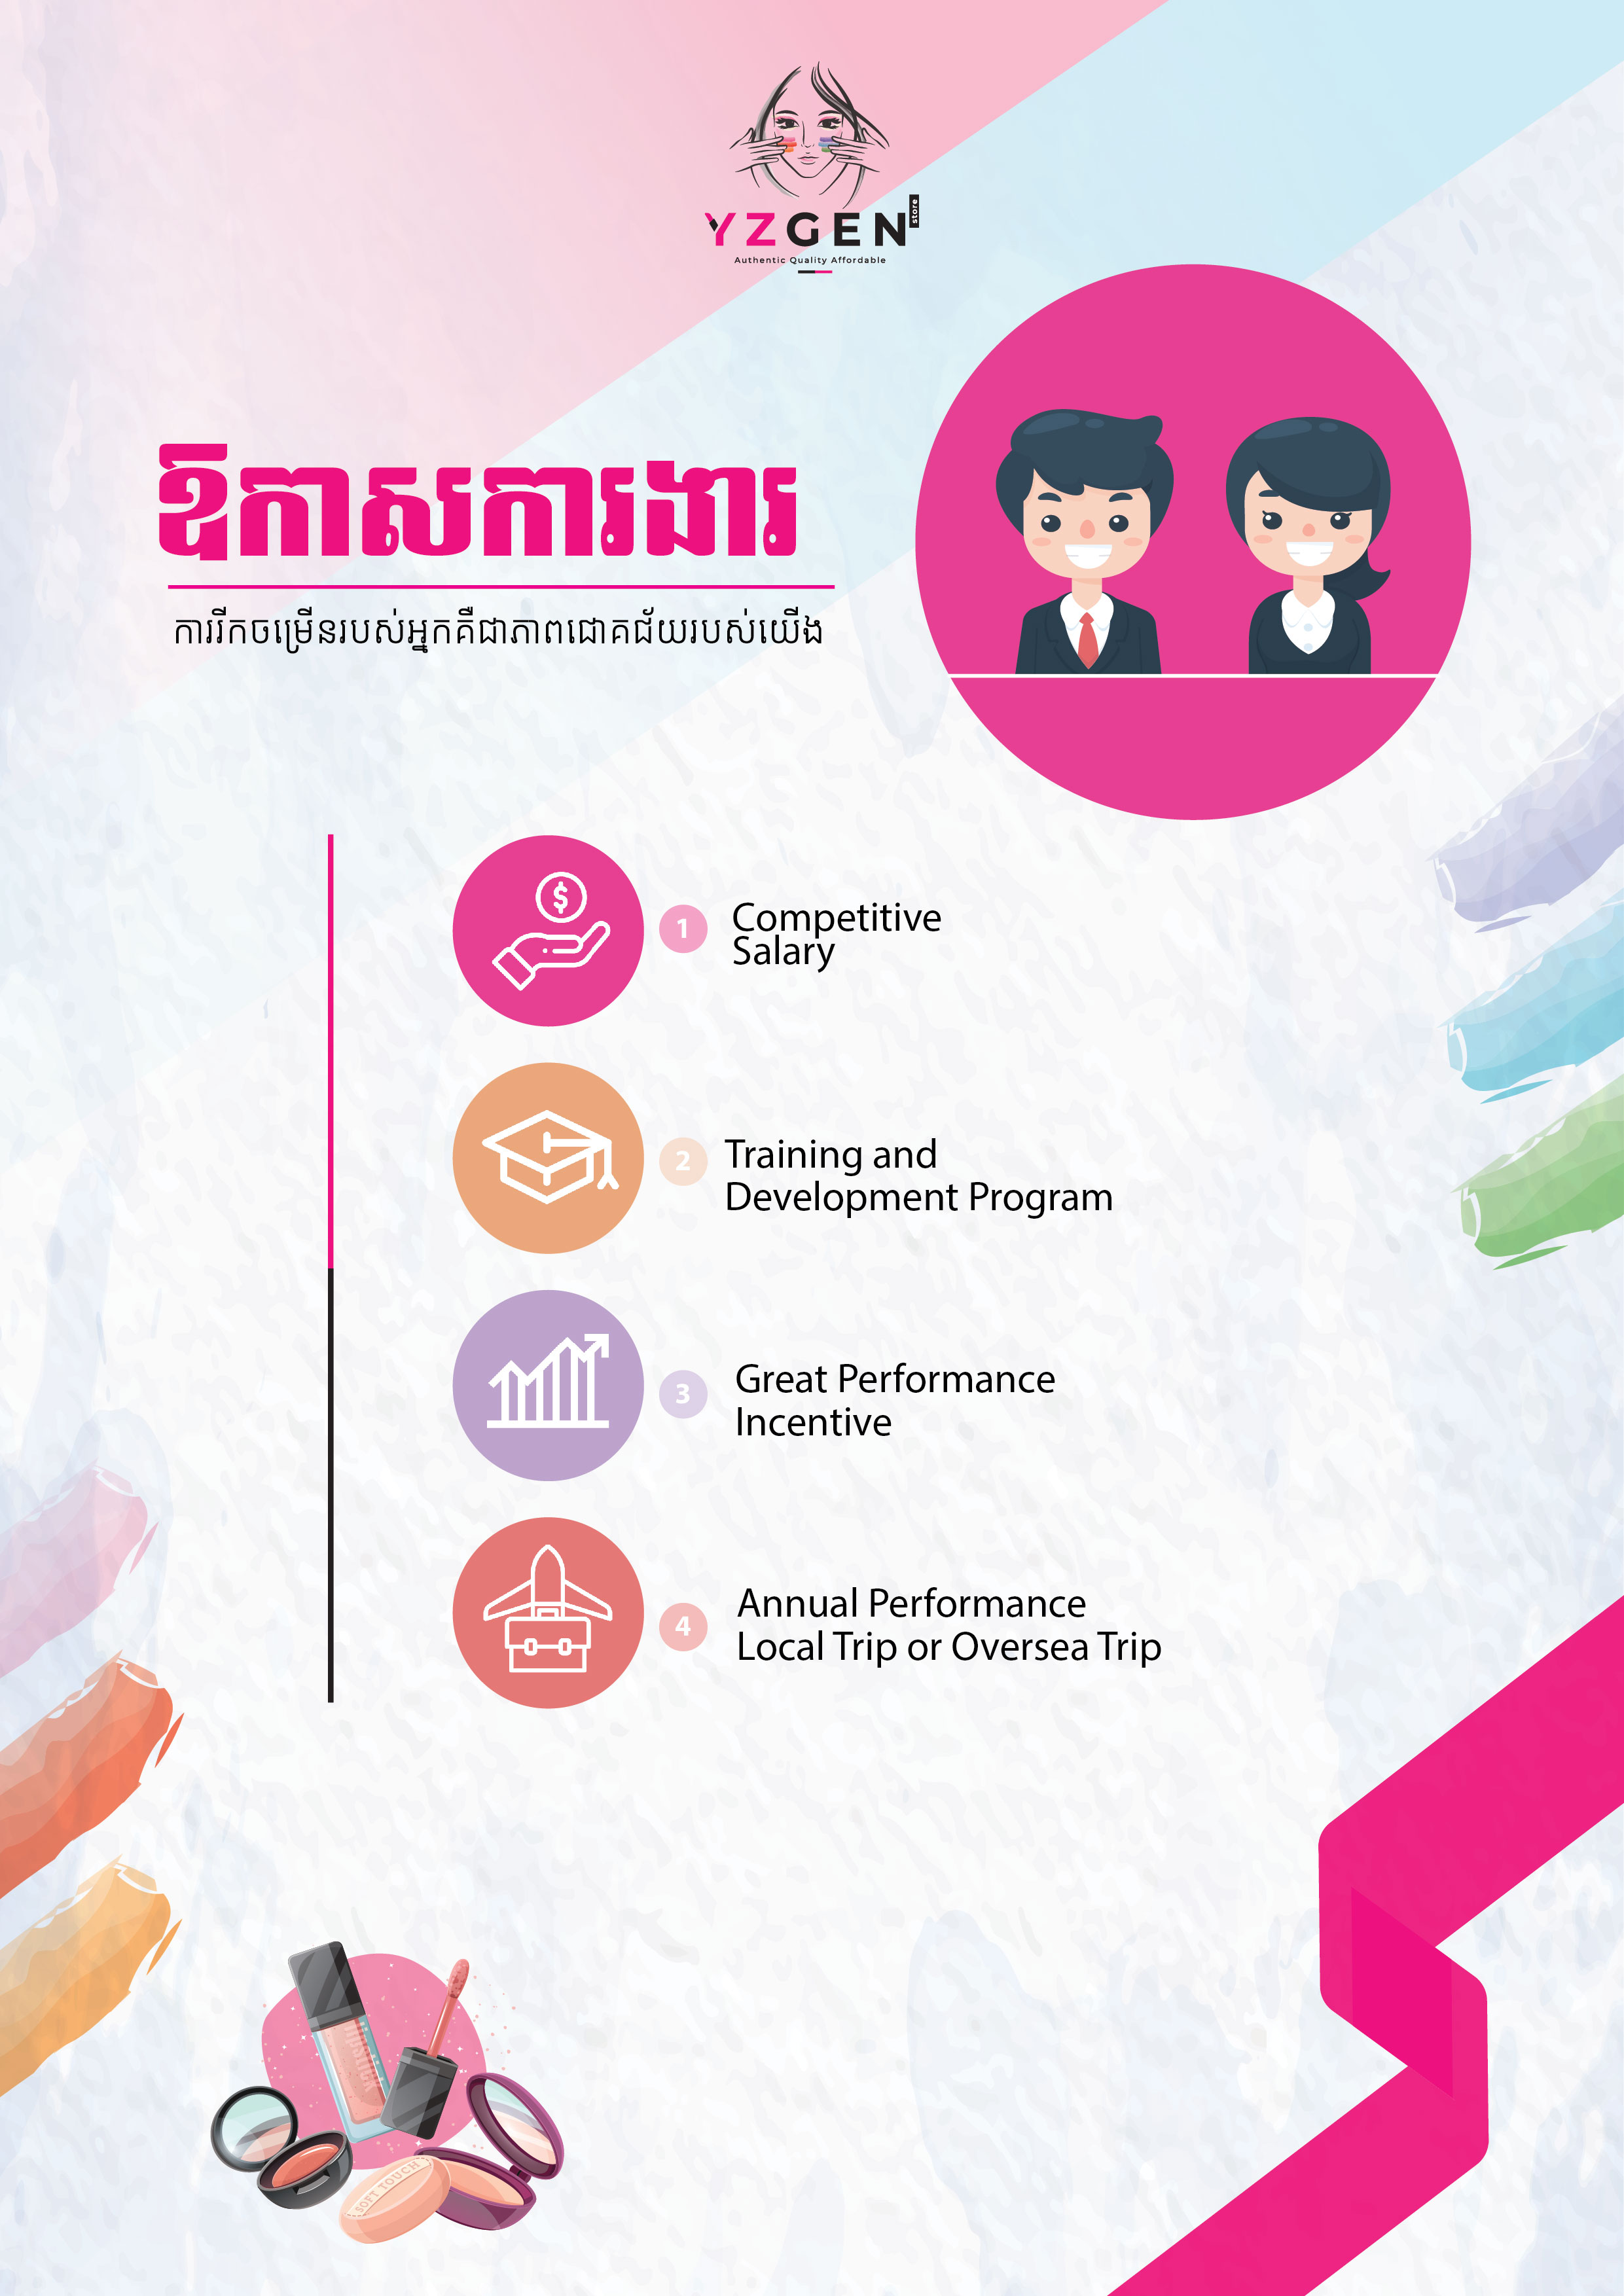 YZGEN store
Authentic Quality Affordable
ឱកាសការងារ
ការរីកចម្រើនរបស់អ្នកគឺជាភាពជោគជ័យរបស់យើង
1 Competitive
Salary
2 Training and
Development Program
3 Great Performance
Incentive
4 Annual Performance
Local Trip or Oversea Trip
lipstick
SOFT TOUCH